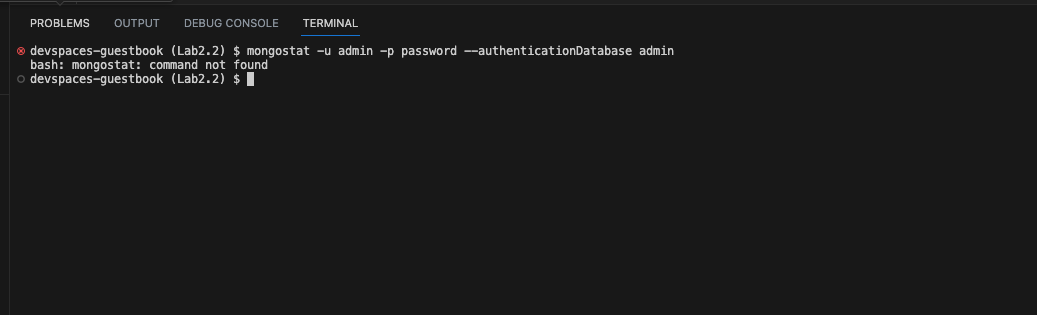 PROBLEMS OUTPUT DEBUG CONSOLE TERMINAL
devspaces-guestbook (Lab2.2) $ mongostat -u admin -p password --authenticationDatabase admin
bash: mongostat: command not found
devspaces-guestbook (Lab2.2) $